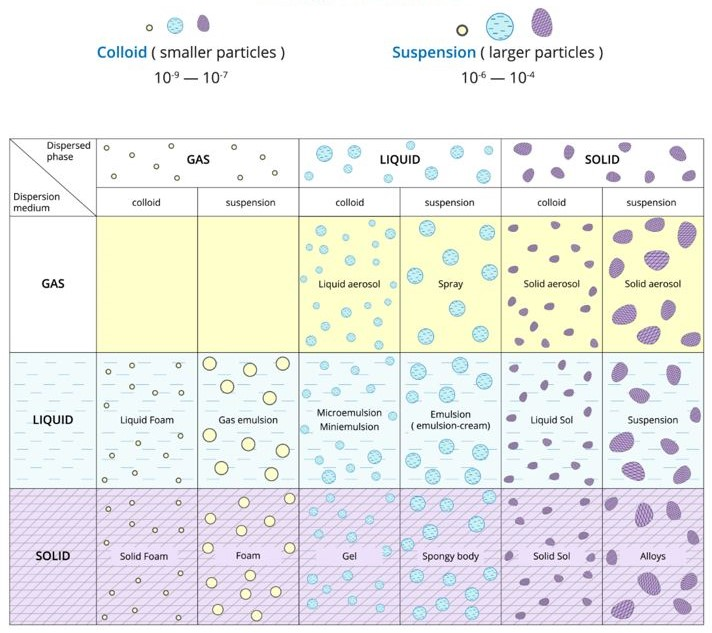 Colloid ( smaller particles )
10-9 — 10-7
Suspension ( larger particles )
10-6 — 10-4
Dispersed
phase
Dispersion
medium
GAS
LIQUID
SOLID
colloid
suspension
colloid
suspension
colloid
suspension
GAS
Liquid aerosol
Spray
Solid aerosol
Solid aerosol
LIQUID
Liquid Foam
Gas emulsion
Microemulsion
Miniemulsion
Emulsion
( emulsion-cream)
Liquid Sol
Suspension
SOLID
Solid Foam
Foam
Gel
Spongy body
Solid Sol
Alloys